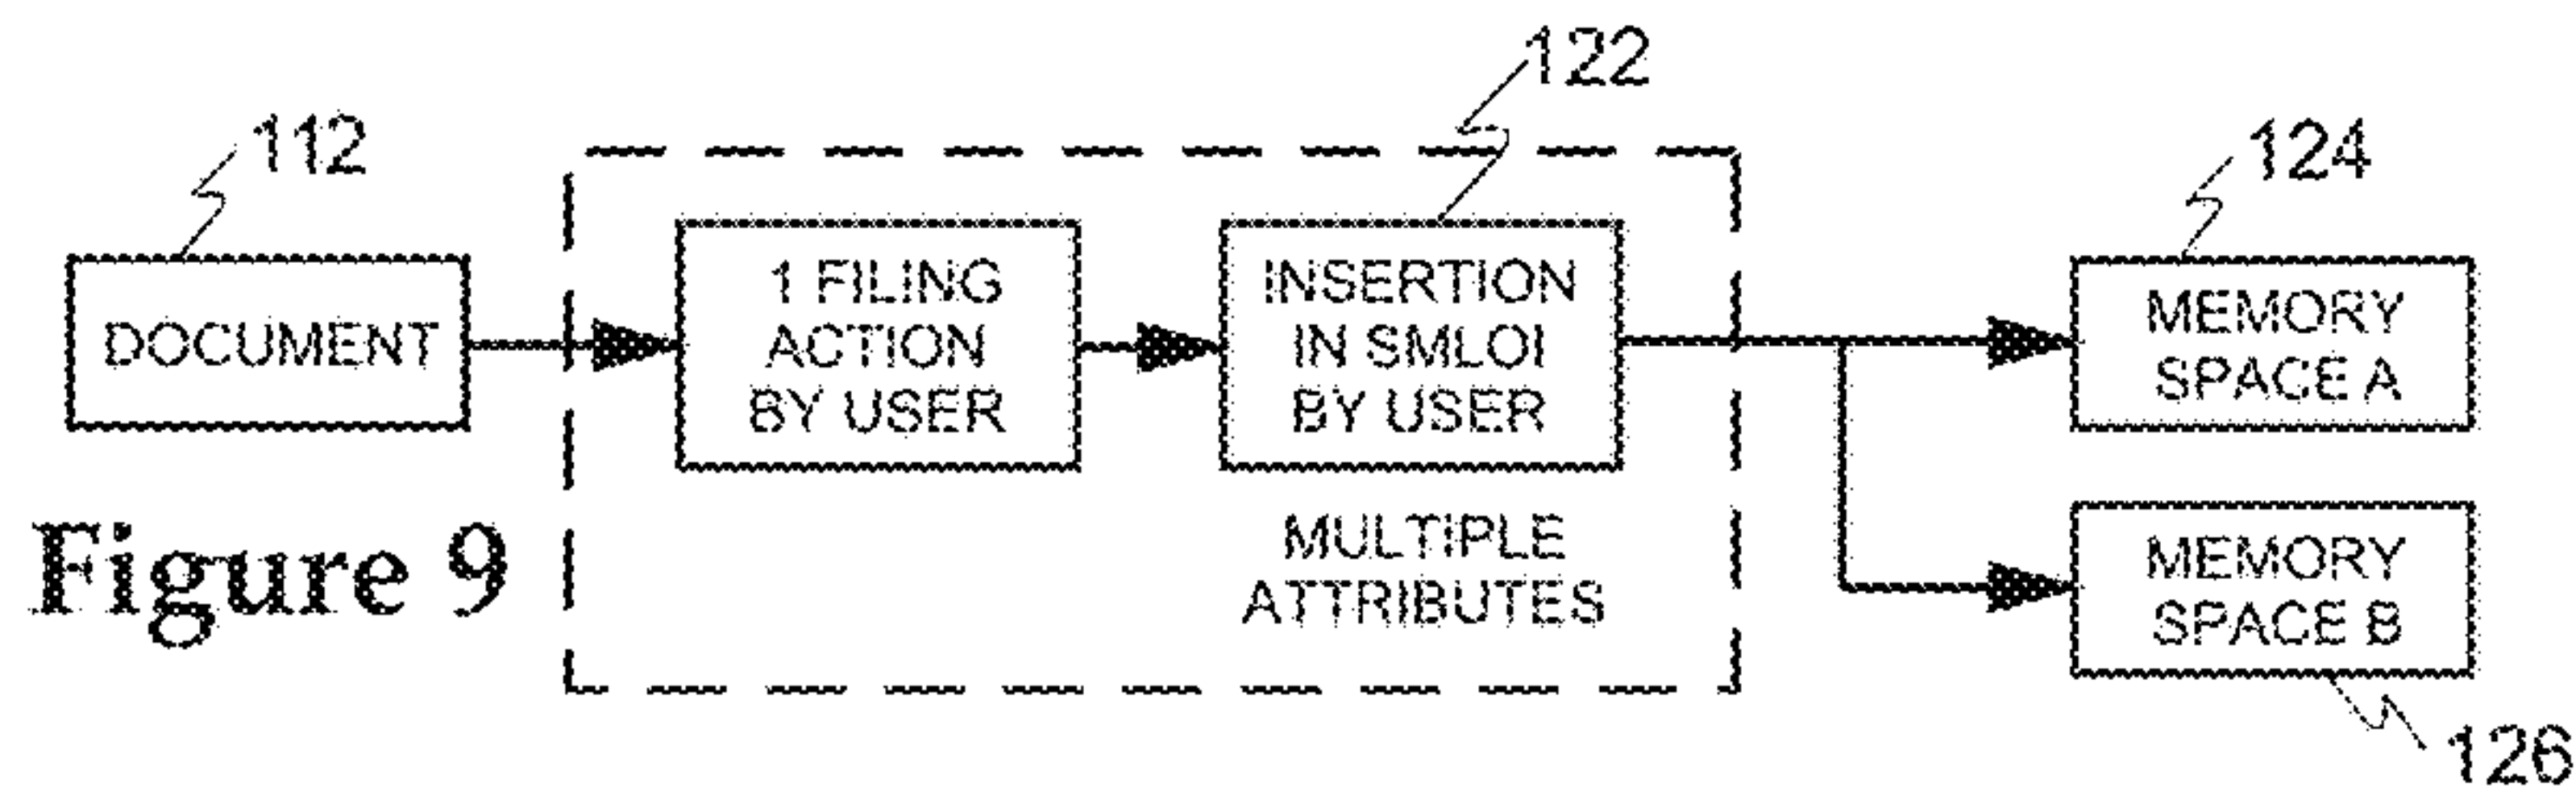 122
112
124
DOCUMENT
1 FILING
ACTION
BY USER
INSERTION
IN SMLOI
BY USER
MEMORY
SPACE A
MULTIPLE
ATTRIBUTES
MEMORY
SPACE B
Figure 9
126